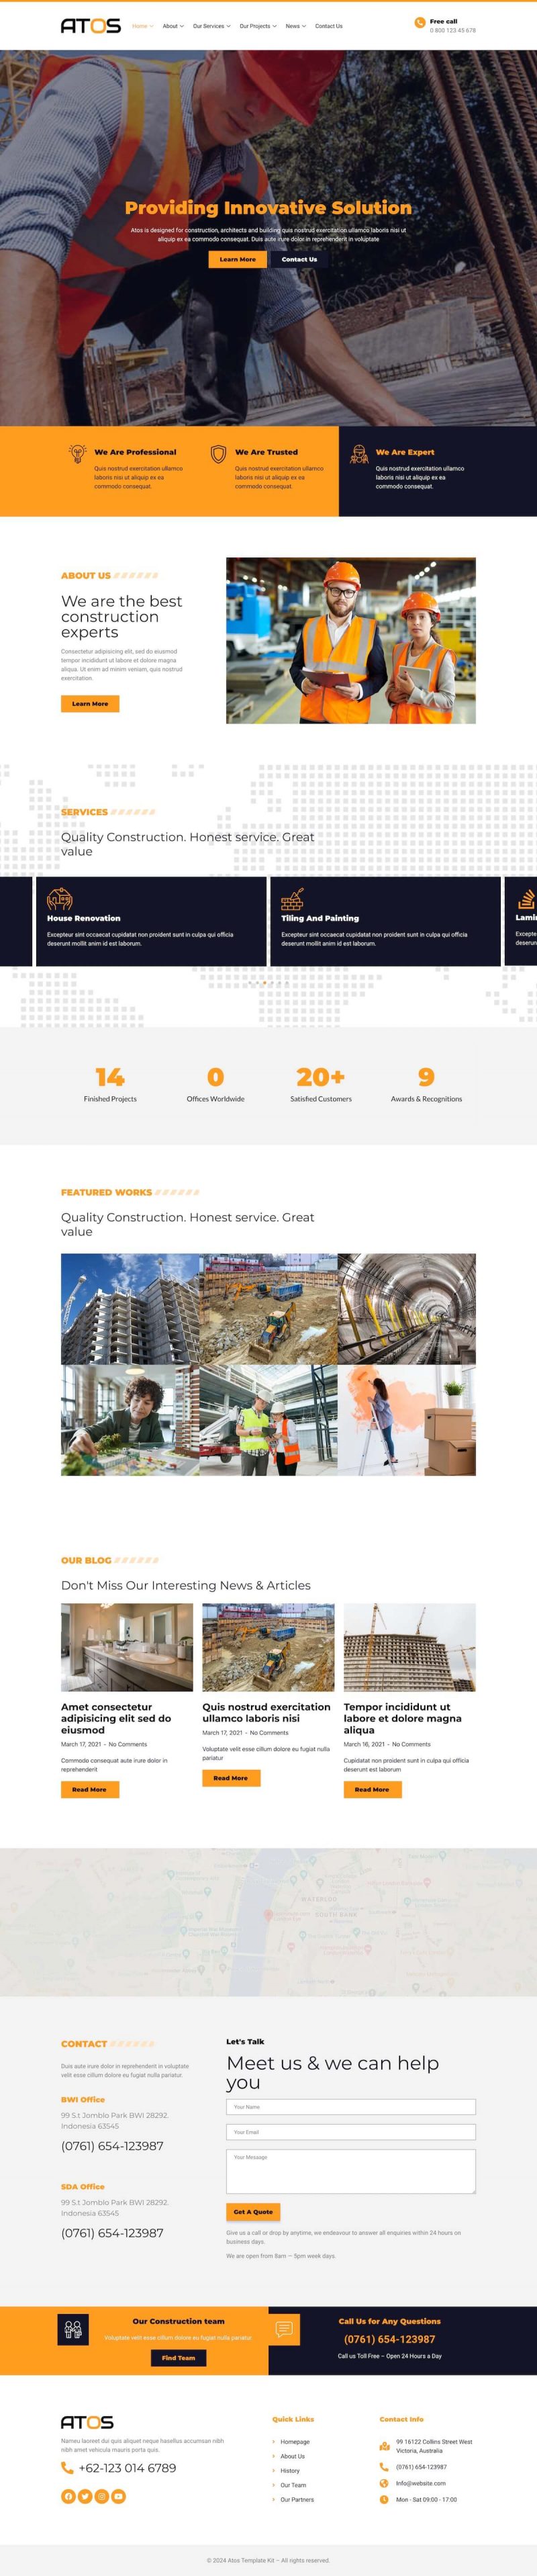 ATOS
Home About Our Services Our Projects News Contact Us
Free call
0 800 123 45 678
Providing Innovative Solution
Atos is designed for construction, architects and building quis nostrud exercitation ullamco laboris nisi ut
aliquip ex ea commodo consequat. Duis aute irure dolor in reprehenderit in voluptate
Learn More
Contact Us
We Are Professional
Quis nostrud exercitation ullamco
laboris nisi ut aliquip ex ea
commodo consequat.
We Are Trusted
Quis nostrud exercitation ullamco
laboris nisi ut aliquip ex ea
commodo consequat.
We Are Expert
Quis nostrud exercitation ullamco
laboris nisi ut aliquip ex ea
commodo consequat.
ABOUT US
We are the best
construction
experts
Consectetur adipisicing elit, sed do eiusmod
tempor incididunt ut labore et dolore magna
aliqua. Ut enim ad minim veniam, quis nostrud
exercitation.
Learn More
SERVICES
Quality Construction. Honest service. Great
value
House Renovation
Excepteur sint occaecat cupidatat non proident sunt in culpa qui officia
deserunt mollit anim id est laborum.
Tiling And Painting
Excepteur sint occaecat cupidatat non proident sunt in culpa qui officia
deserunt mollit anim id est laborum.
Lamin
Excepte
deserun
14
Finished Projects
0
Offices Worldwide
20+
Satisfied Customers
9
Awards & Recognitions
FEATURED WORKS
Quality Construction. Honest service. Great
value
OUR BLOG
Don't Miss Our Interesting News & Articles
Amet consectetur
adipisicing elit sed do
eiusmod
March 17, 2021 - No Comments
Commodo consequat aute irure dolor in
reprehenderit
Read More
Quis nostrud exercitation
ullamco laboris nisi
March 17, 2021 - No Comments
Voluptate velit esse cillum dolore eu fugiat nulla
pariatur
Read More
Tempor incididunt ut
labore et dolore magna
aliqua
March 16, 2021 - No Comments
Cupidatat non proident sunt in culpa qui officia
deserunt est laborum
Read More
WATERLOO
SOUTH BANK
CONTACT
Duis aute irure dolor in reprehenderit in voluptate
velit esse cillum dolore eu fugiat nulla pariatur.
BWI Office
99 S.t Jomblo Park BWI 28292.
Indonesia 63545
(0761) 654-123987
SDA Office
99 S.t Jomblo Park BWI 28292.
Indonesia 63545
(0761) 654-123987
Let's Talk
Meet us & we can help
you
Your Name
Your Email
Your Message
Get A Quote
Give us a call or drop by anytime, we endeavour to answer all enquiries within 24 hours on
business days.
We are open from 8am – 5pm week days.
Our Construction team
Voluptate velit esse cillum dolore eu fugiat nulla pariatur
Find Team
Call Us for Any Questions
(0761) 654-123987
Call us Toll Free – Open 24 Hours a Day
ATOS
Nameu laoreet dui quis aliquet neque hasellus accumsan nibh
nibh amet vehicula mauris porta quis.
+62-123 014 6789
Quick Links
Homepage
About Us
History
Our Team
Our Partners
Contact Info
99 16122 Collins Street West
Victoria, Australia
(0761) 654-123987
Info@website.com
Mon - Sat 09:00 - 17:00
© 2024 Atos Template Kit – All rights reserved.